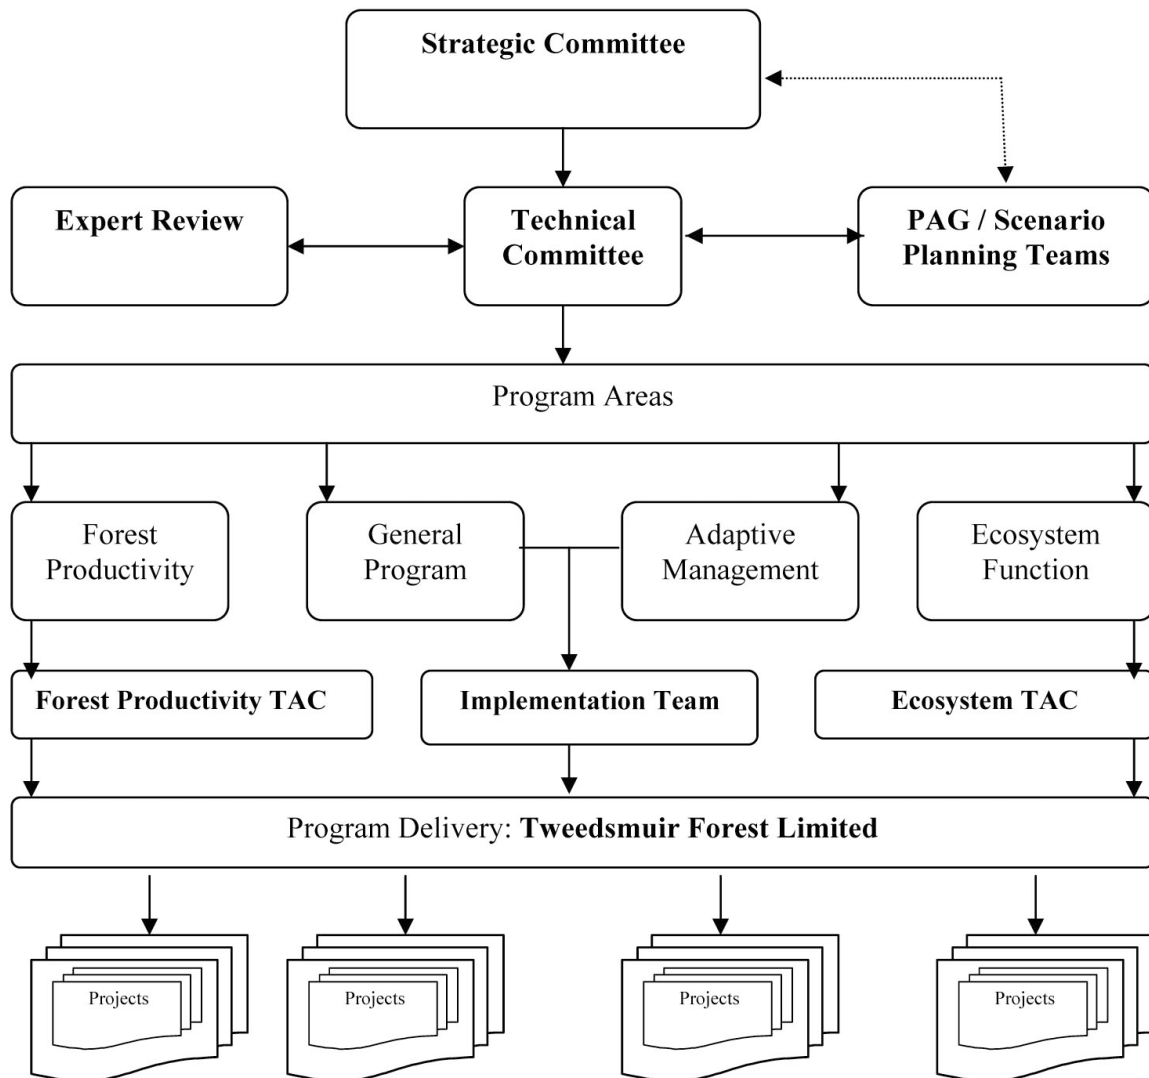 Strategic Committee
Expert Review
Technical
Committee
PAG / Scenario
Planning Teams
Program Areas
Forest
Productivity
General
Program
Adaptive
Management
Ecosystem
Function
Forest Productivity TAC
Implementation Team
Ecosystem TAC
Program Delivery: Tweedsmuir Forest Limited
Projects
Projects
Projects
Projects